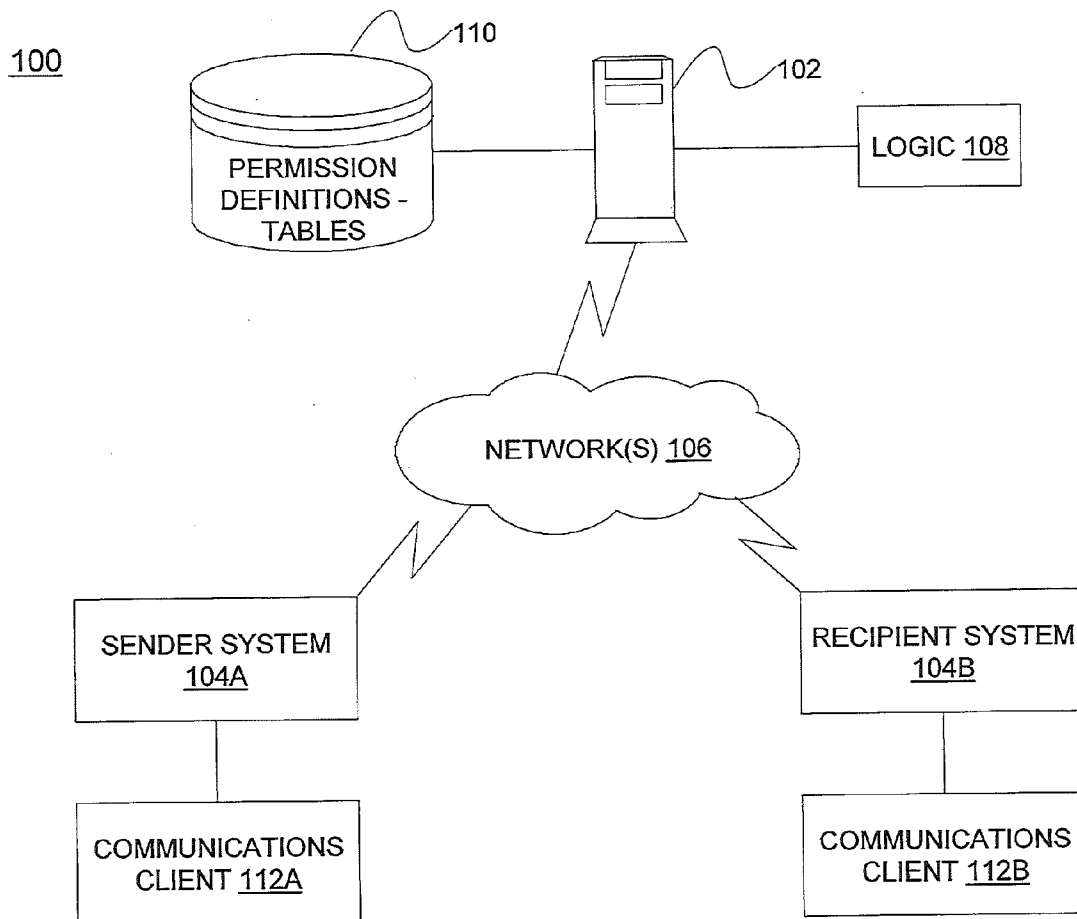 110
100
102
PERMISSION
DEFINITIONS -
TABLES
LOGIC 108
NETWORK(S) 106
SENDER SYSTEM
104A
RECIPIENT SYSTEM
104B
COMMUNICATIONS
CLIENT 112A
COMMUNICATIONS
CLIENT 112B